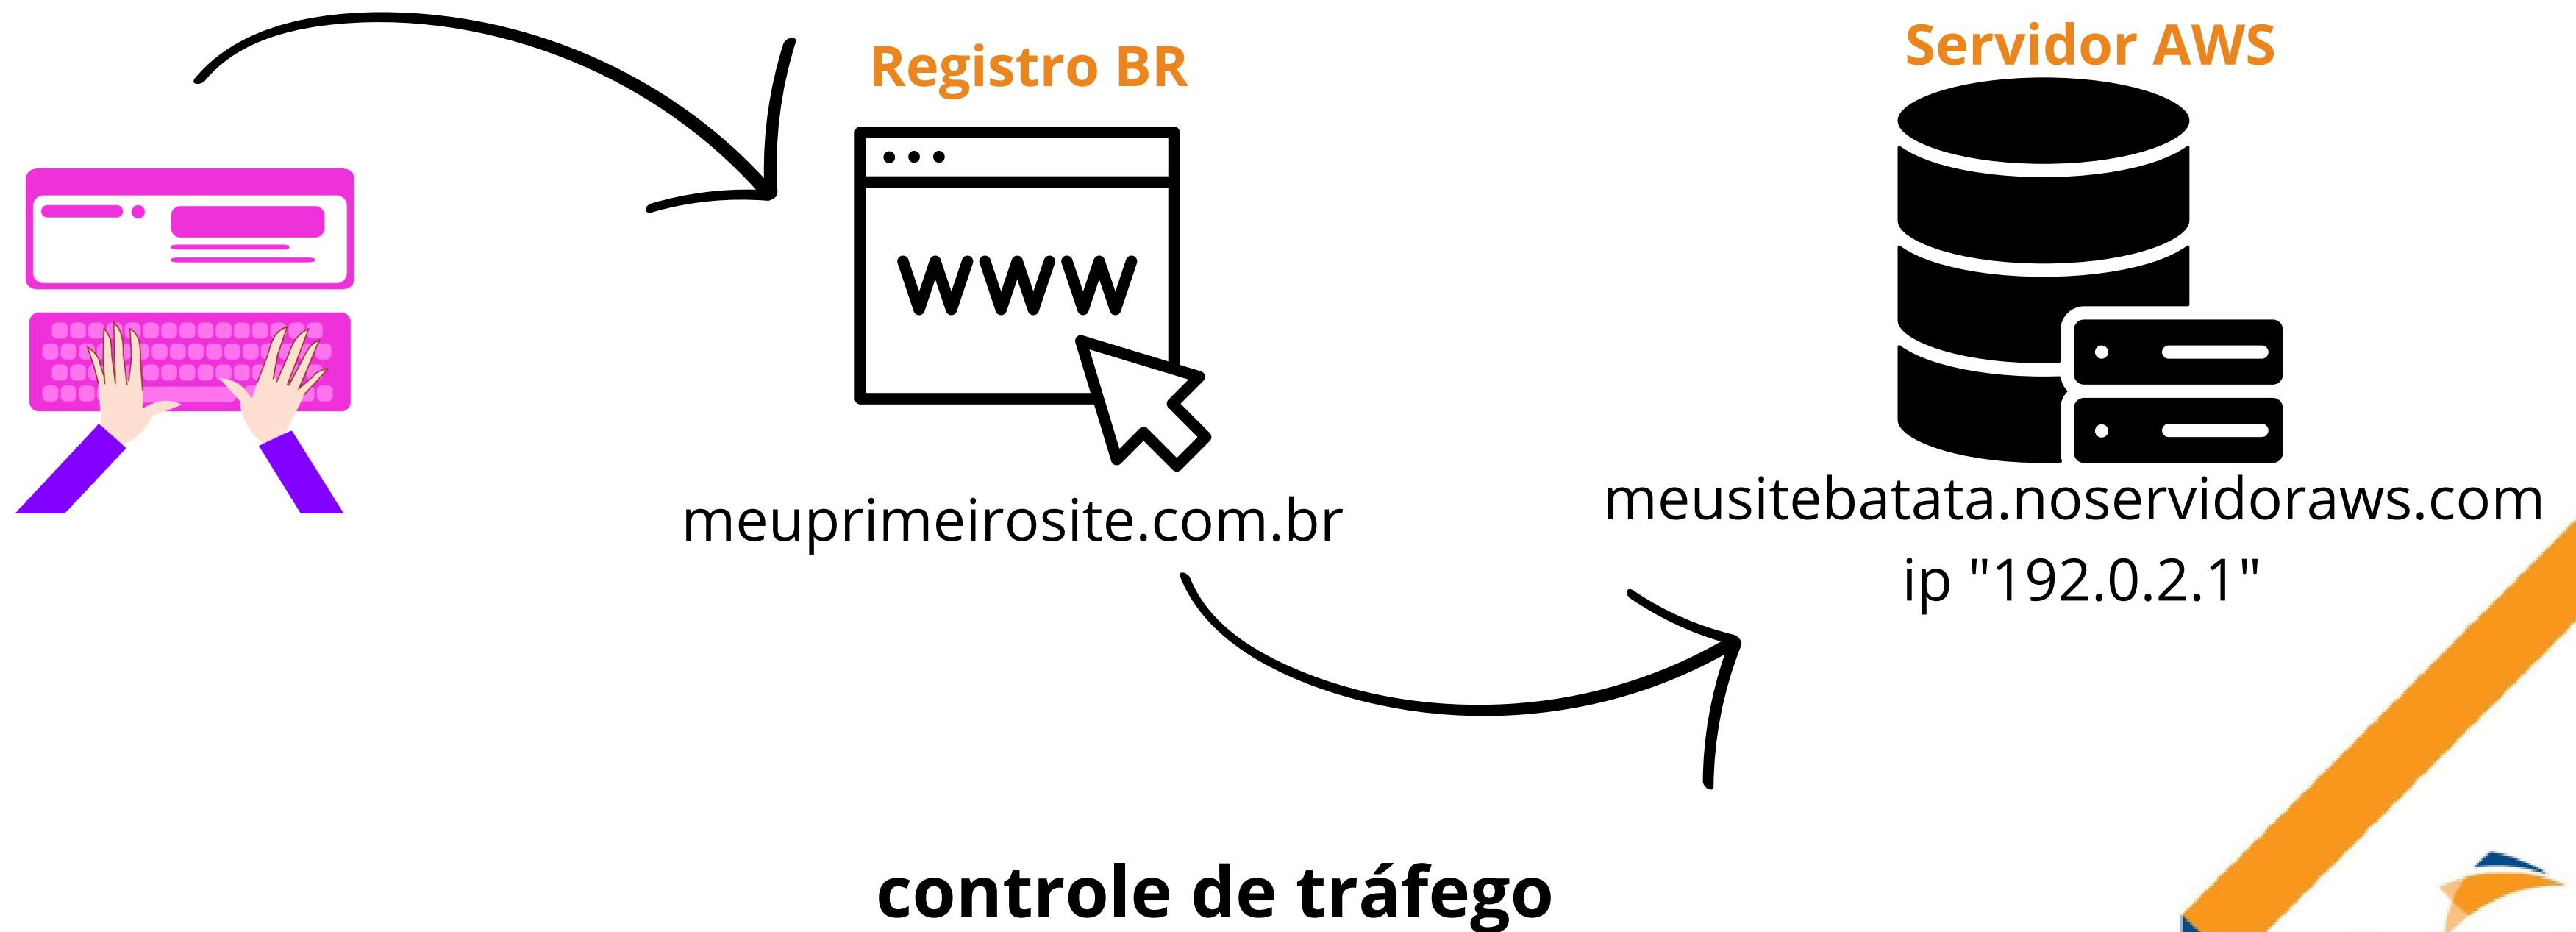 Registro BR
www
meuprimeirosite.com.br
Servidor AWS
meusitebatata.noservidoraws.com
ip "192.0.2.1"
controle de tráfego